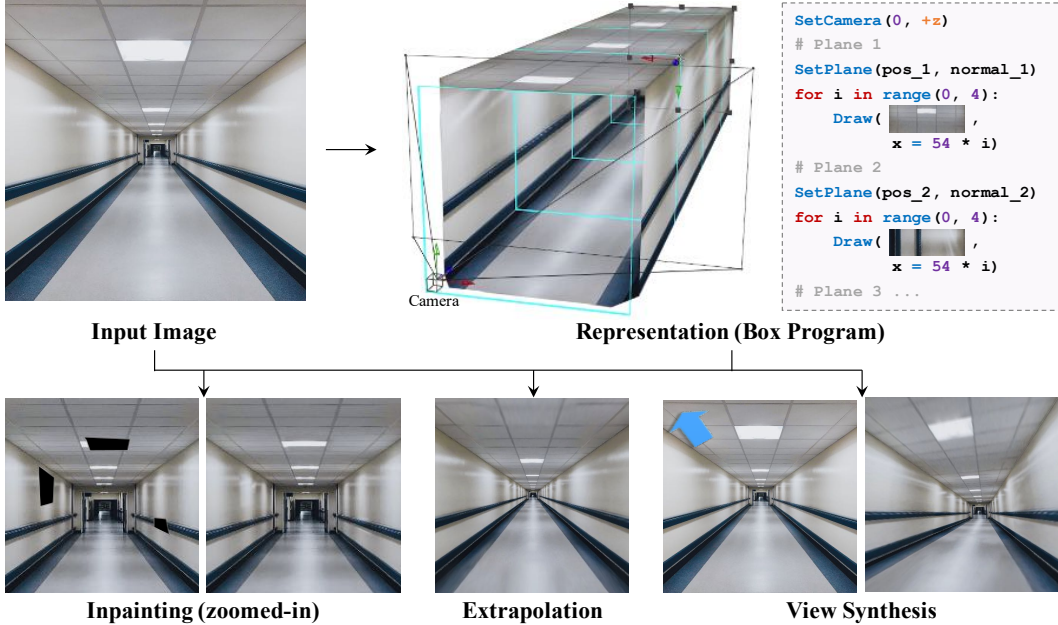 SetCamera(0, +z)
# Plane 1
SetPlane(pos_1, normal_1)
for i in range(0, 4):
Draw( ,
x = 54 * i)
# Plane 2
SetPlane(pos_2, normal_2)
for i in range(0, 4):
Draw( ,
x = 54 * i)
# Plane 3 ...
Camera
Input Image
Representation (Box Program)
Inpainting (zoomed-in)
Extrapolation
View Synthesis